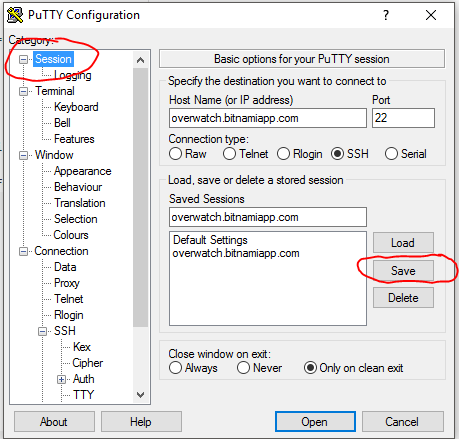 PuTTY Configuration
Category:
Session
Logging
Terminal
Keyboard
Bell
Features
Window
Appearance
Behaviour
Translation
Selection
Colours
Connection
Data
Proxy
Telnet
Rlogin
SSH
Kex
Cipher
Auth
TTY
Basic options for your PuTTY session
Specify the destination you want to connect to
Host Name (or IP address) Port
overwatch.bitnamiapp.com 22
Connection type:
Raw Telnet Rlogin SSH Serial
Load, save or delete a stored session
Saved Sessions
overwatch.bitnamiapp.com
Default Settings
overwatch.bitnamiapp.com
Load
Save
Delete
Close window on exit:
Always Never Only on clean exit
About Help Open Cancel